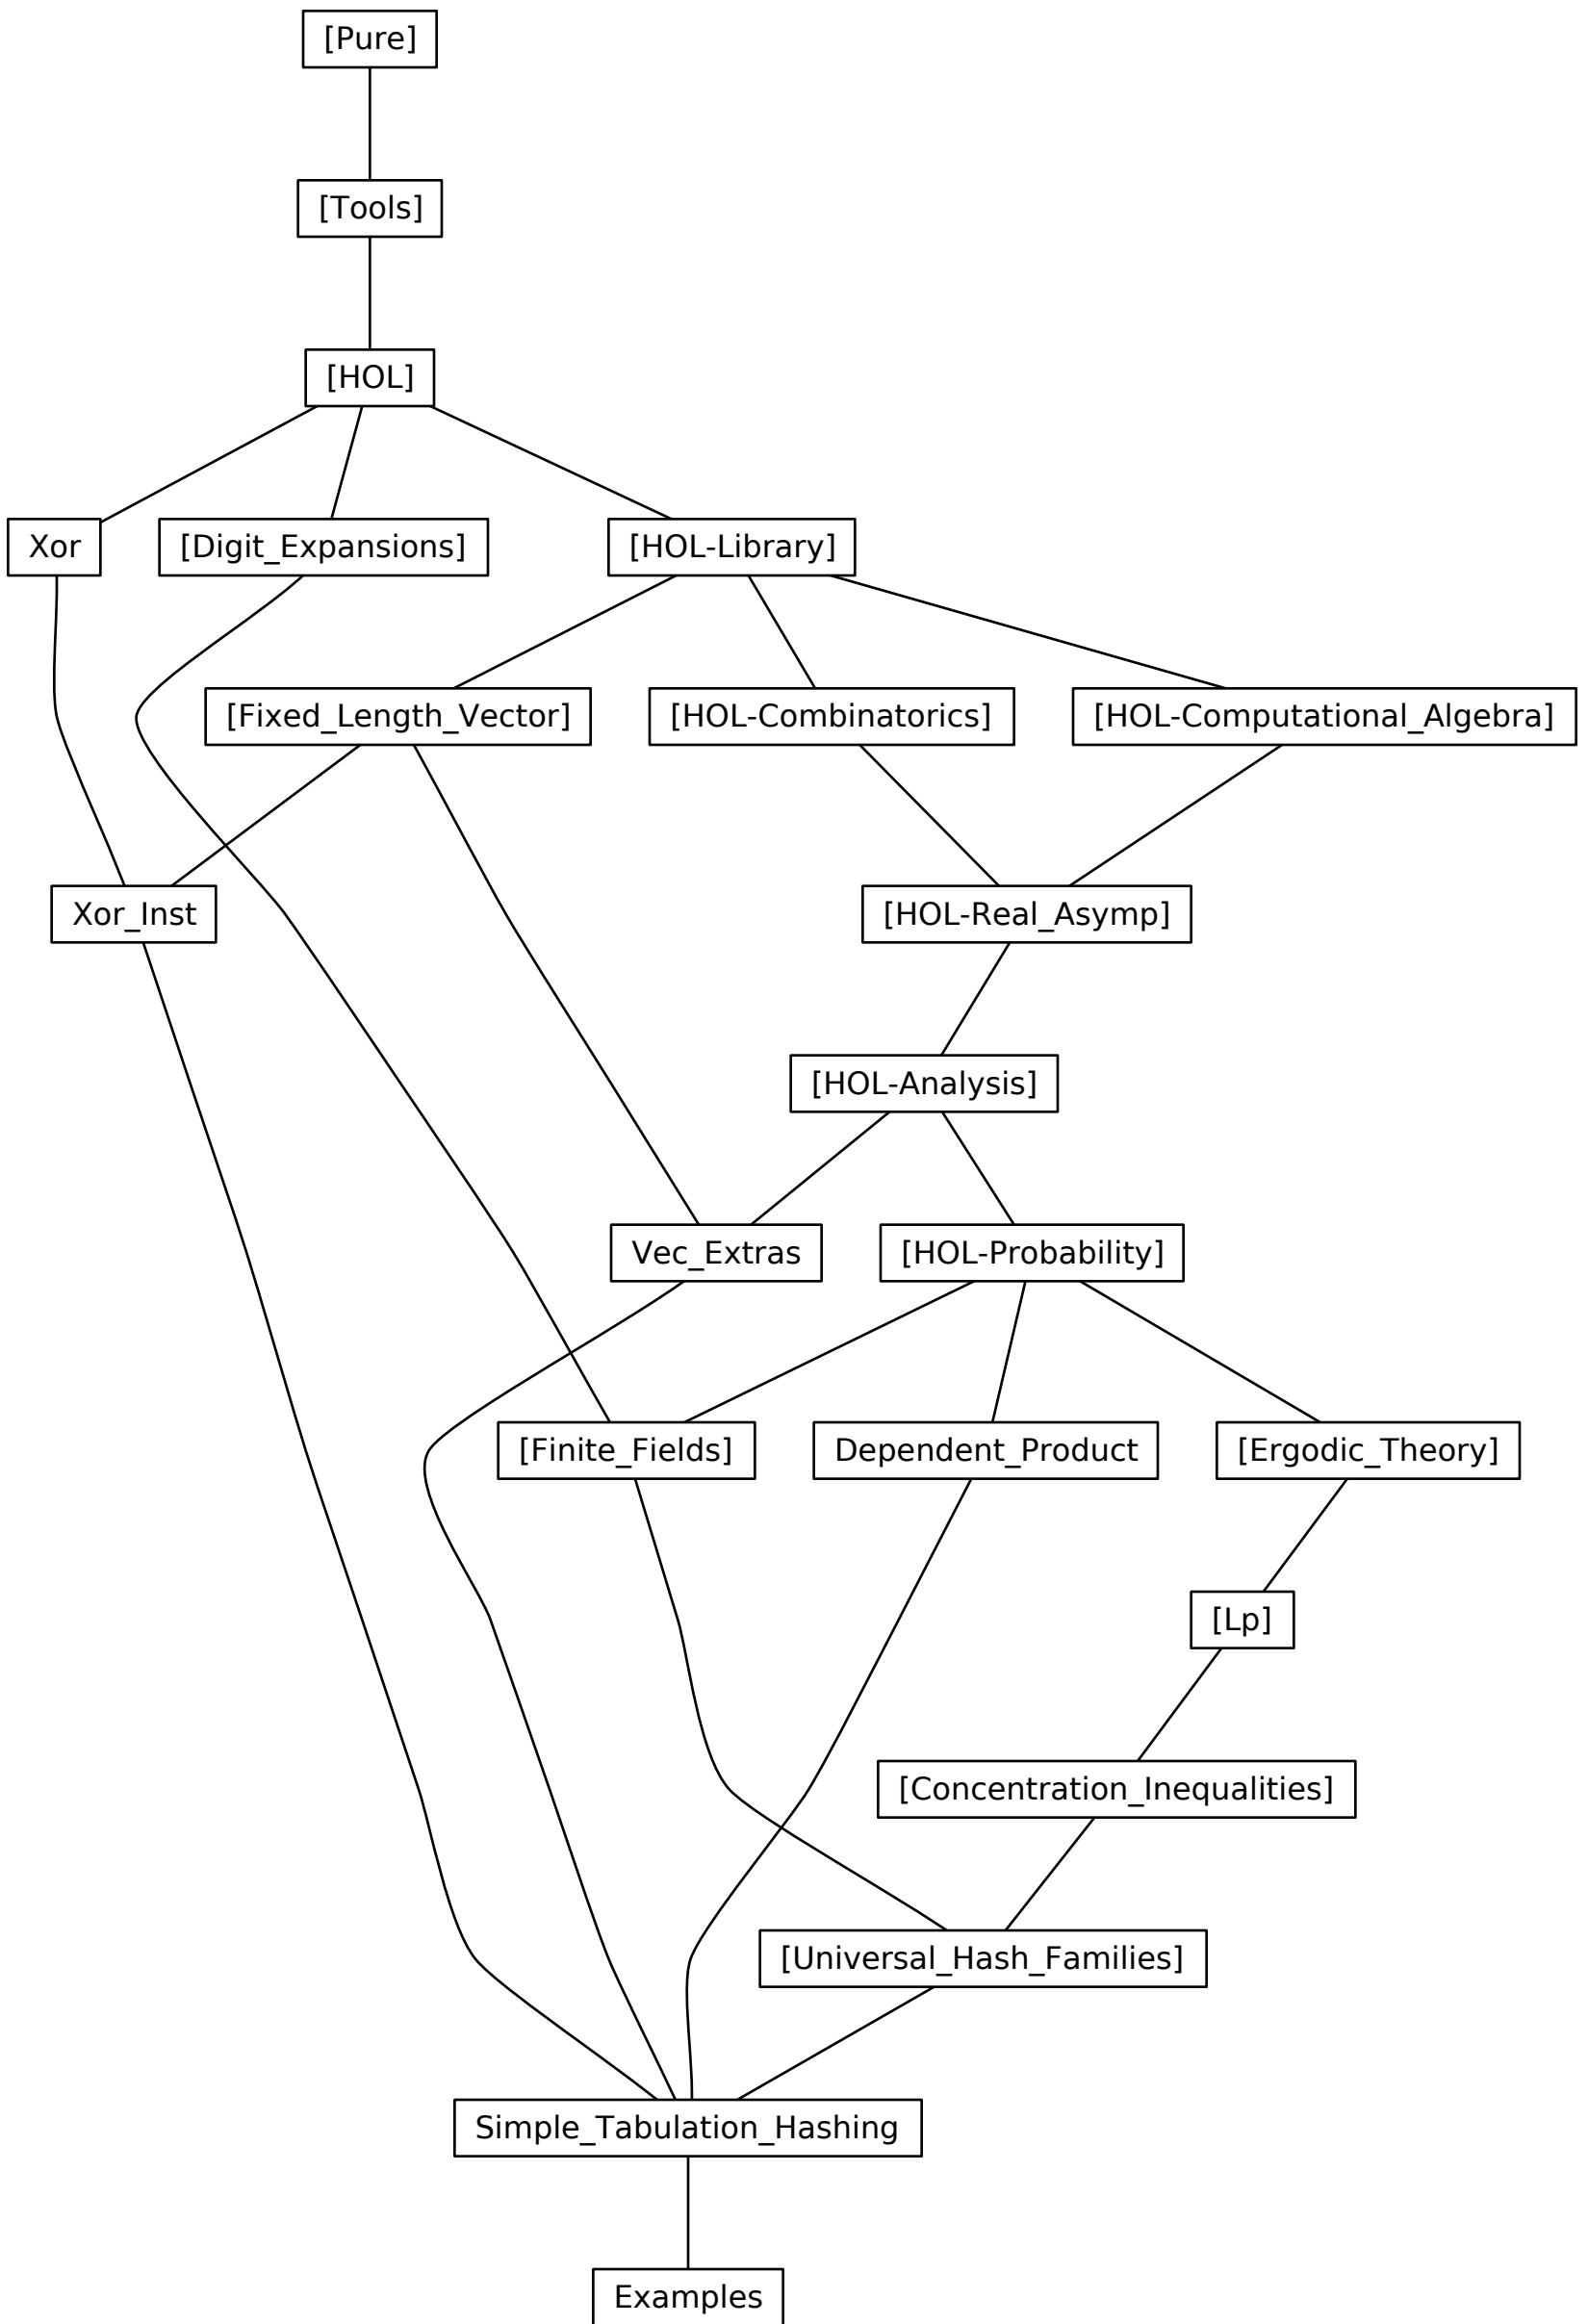 [Pure]
[Tools]
[HOL]
Xor
[Digit_Expansions]
[HOL-Library]
[Fixed_Length_Vector]
[HOL-Combinatorics]
[HOL-Computational_Algebra]
Xor_Inst
[HOL-Real_Asymp]
[HOL-Analysis]
Vec_Extras
[HOL-Probability]
[Finite_Fields]
Dependent_Product
[Ergodic_Theory]
[Lp]
[Concentration_Inequalities]
[Universal_Hash_Families]
Simple_Tabulation_Hashing
Examples